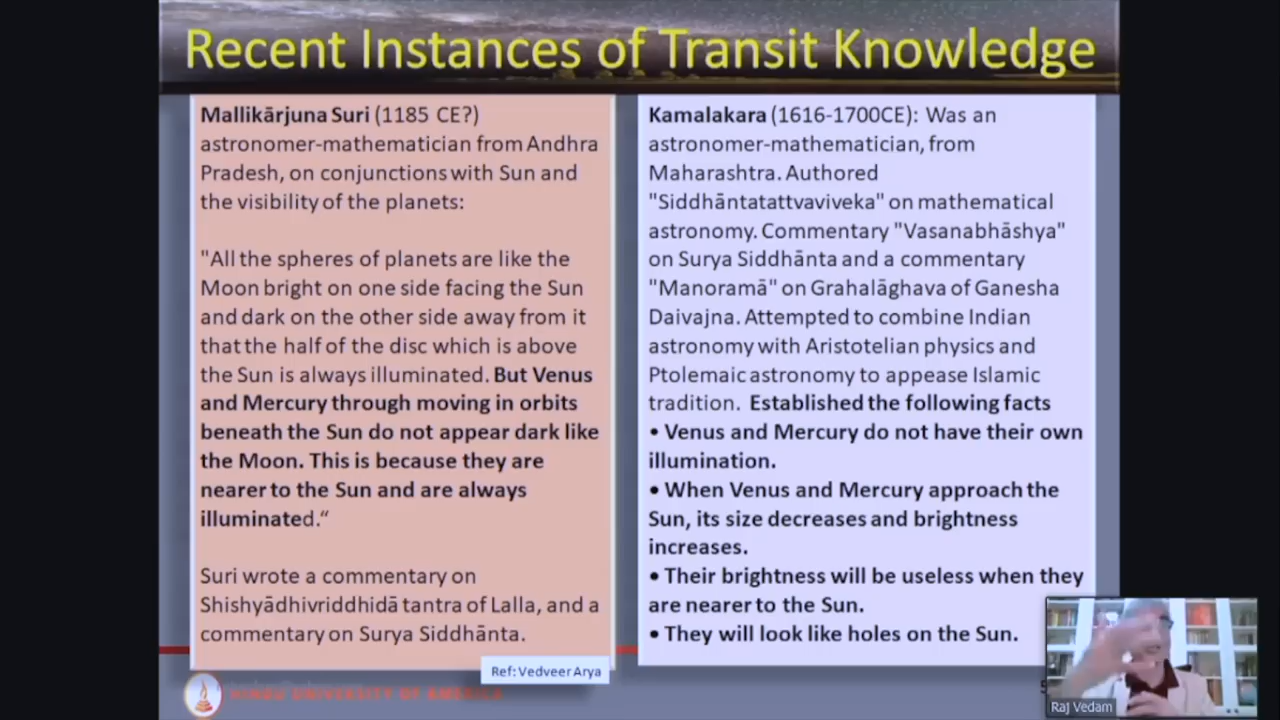 Recent Instances of Transit Knowledge
Mallikārjuna Suri (1185 CE?)
astronomer-mathematician from Andhra
Pradesh, on conjunctions with Sun and
the visibility of the planets:
"All the spheres of planets are like the
Moon bright on one side facing the Sun
and dark on the other side away from it
that the half of the disc which is above
the Sun is always illuminated. But Venus
and Mercury through moving in orbits
beneath the Sun do not appear dark like
the Moon. This is because they are
nearer to the Sun and are always
illuminated.“
Suri wrote a commentary on
Shishyādhivriddhidā tantra of Lalla, and a
commentary on Surya Siddhānta.
Ref: Vedveer Arya
Kamalakara (1616-1700CE): Was an
astronomer-mathematician, from
Maharashtra. Authored
"Siddhāntatattvaviveka" on mathematical
astronomy. Commentary "Vasanabhāshya"
on Surya Siddhānta and a commentary
"Manoramā" on Grahalāghava of Ganesha
Daivajna. Attempted to combine Indian
astronomy with Aristotelian physics and
Ptolemaic astronomy to appease Islamic
tradition. Established the following facts
• Venus and Mercury do not have their own
illumination.
• When Venus and Mercury approach the
Sun, its size decreases and brightness
increases.
• Their brightness will be useless when they
are nearer to the Sun.
• They will look like holes on the Sun.
HINDU UNIVERSITY OF AMERICA
Raj Vedam